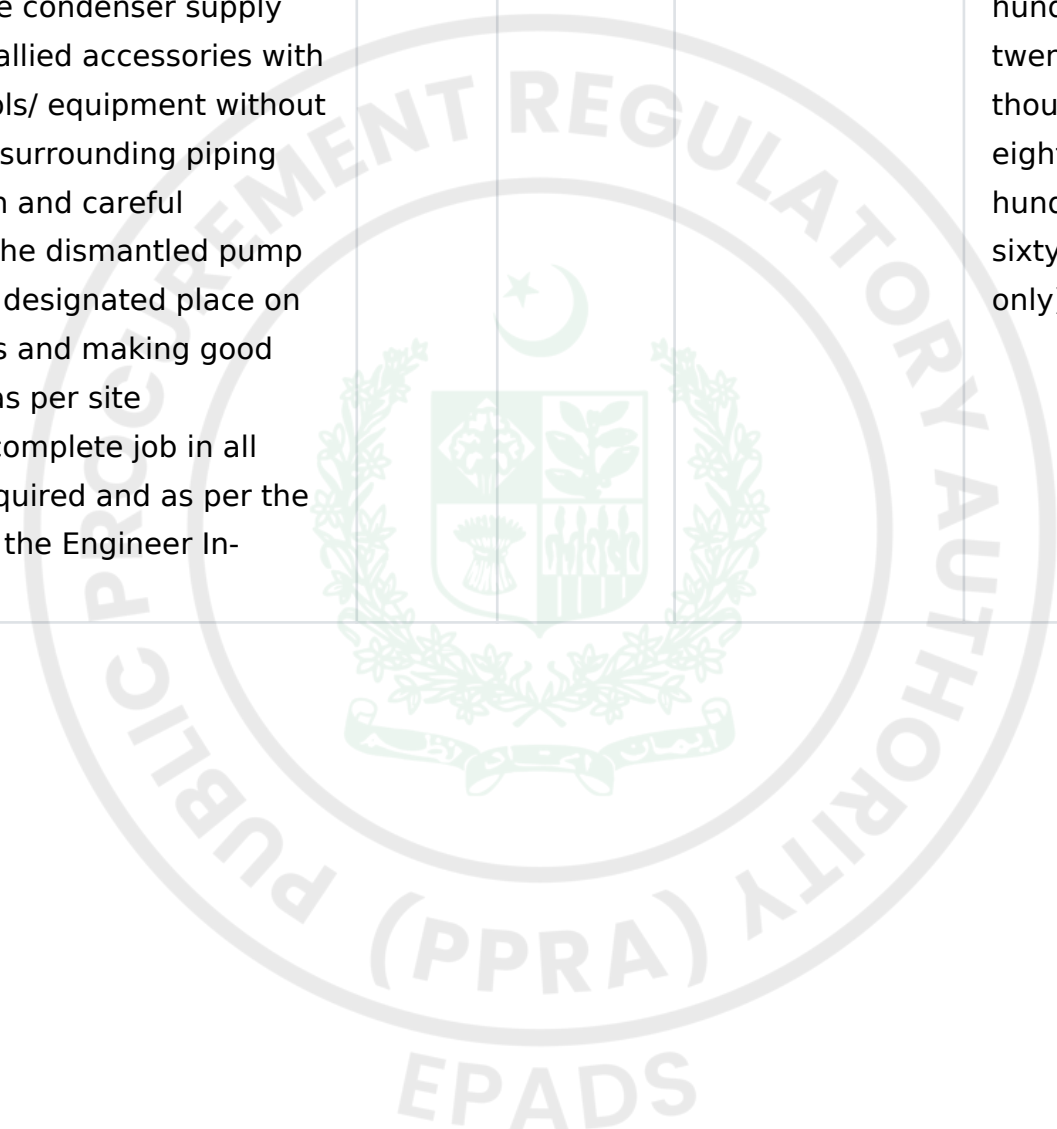 e condenser supply
allied accessories with
ols/ equipment without
surrounding piping
n and careful
he dismantled pump
designated place on
s and making good
as per site
complete job in all
quired and as per the
the Engineer In-
hund
twen
thou
eight
hund
sixty
only)
PUBLIC PROCUREMENT REGULATORY AUTHORITY
(PPRA)
EPADS